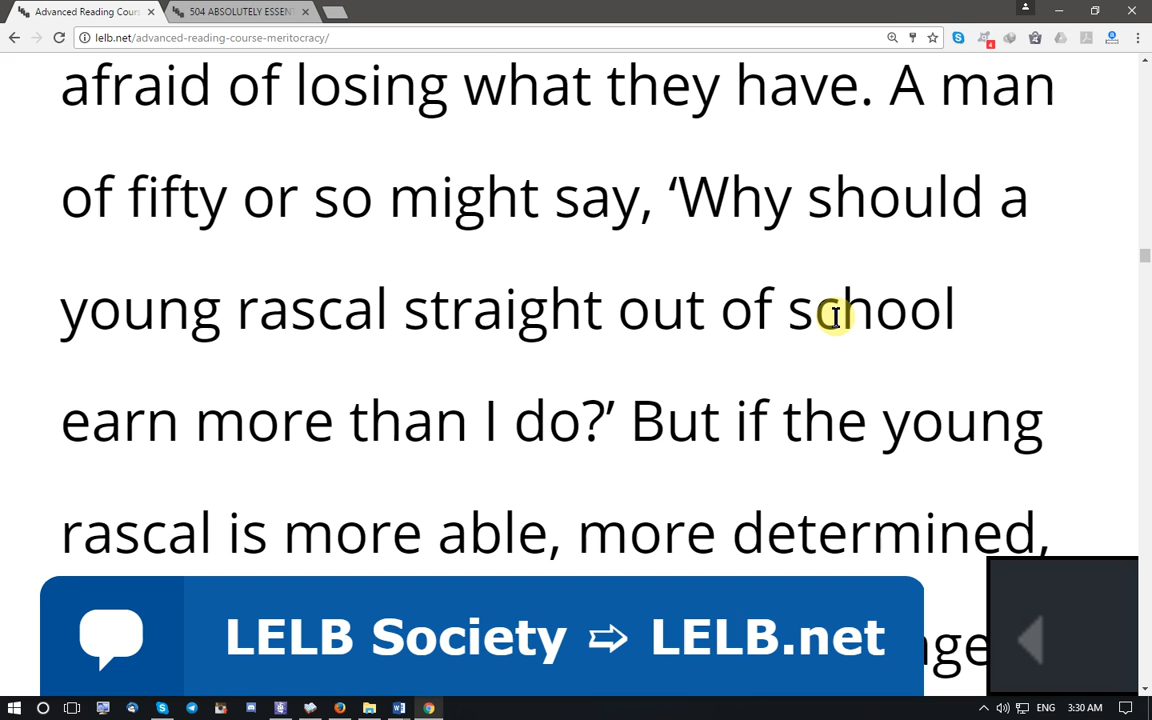 Advanced Reading Cour
504 ABSOLUTELY ESSENT
lelb.net/advanced-reading-course-meritocracy/
4
afraid of losing what they have. A man
of fifty or so might say, ‘Why should a
young rascal straight out of school
earn more than I do?’ But if the young
rascal is more able, more determined,
LELB Society ⇨ LELB.net
ENG 3:30 AM